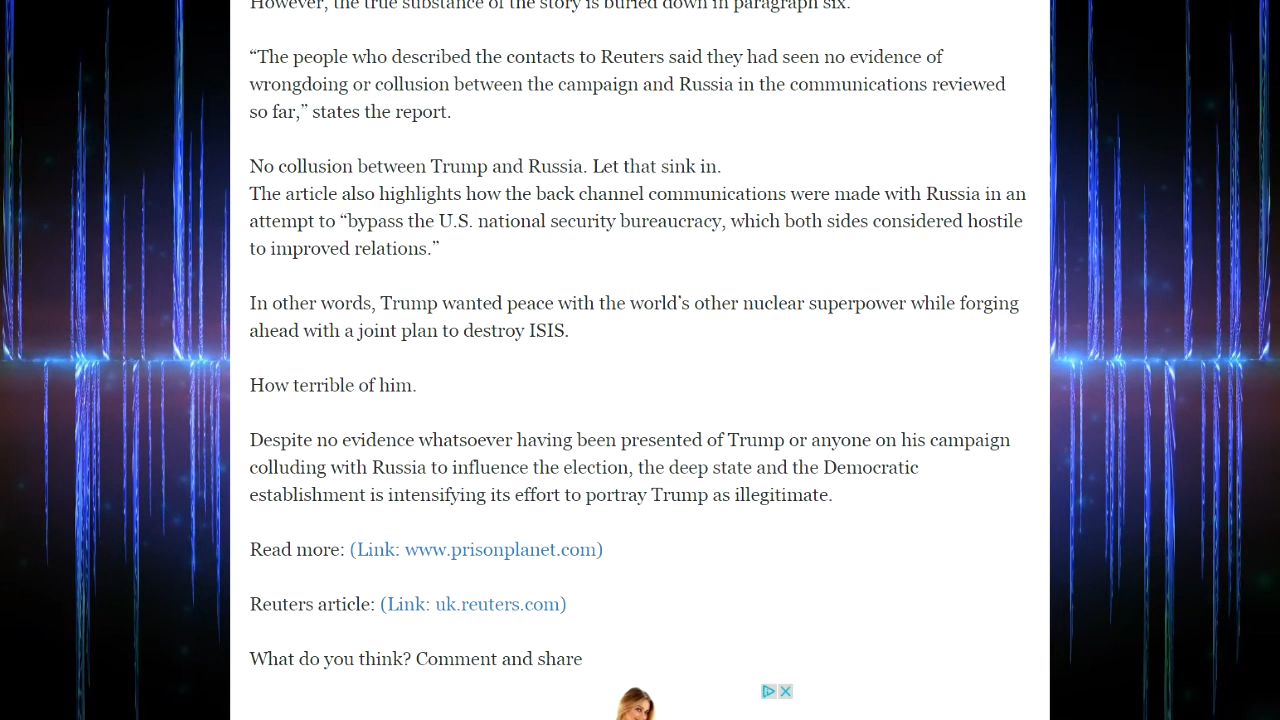 However, the true substance of the story is buried down in paragraph six.
“The people who described the contacts to Reuters said they had seen no evidence of
wrongdoing or collusion between the campaign and Russia in the communications reviewed
so far,” states the report.
No collusion between Trump and Russia. Let that sink in.
The article also highlights how the back channel communications were made with Russia in an
attempt to “bypass the U.S. national security bureaucracy, which both sides considered hostile
to improved relations.”
In other words, Trump wanted peace with the world’s other nuclear superpower while forging
ahead with a joint plan to destroy ISIS.
How terrible of him.
Despite no evidence whatsoever having been presented of Trump or anyone on his campaign
colluding with Russia to influence the election, the deep state and the Democratic
establishment is intensifying its effort to portray Trump as illegitimate.
Read more: (Link: www.prisonplanet.com)
Reuters article: (Link: uk.reuters.com)
What do you think? Comment and share